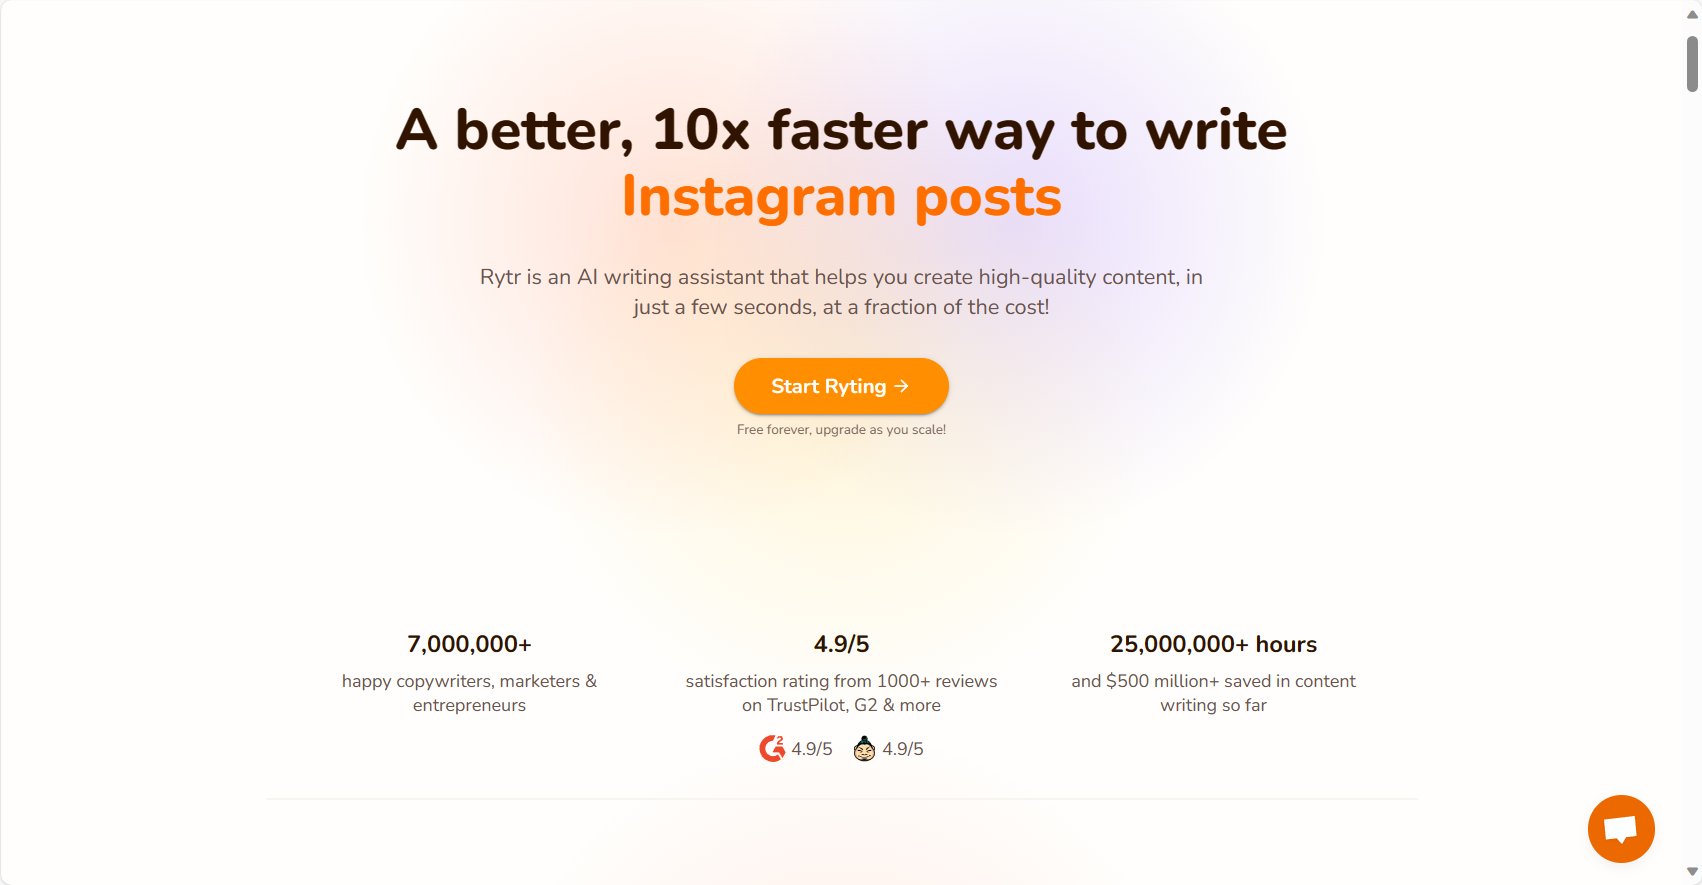 A better, 10x faster way to write
Instagram posts
Rytr is an AI writing assistant that helps you create high-quality content, in
just a few seconds, at a fraction of the cost!
Start Ryting →
Free forever, upgrade as you scale!
7,000,000+
happy copywriters, marketers &
entrepreneurs
4.9/5
satisfaction rating from 1000+ reviews
on TrustPilot, G2 & more
G2 4.9/5 4.9/5
25,000,000+ hours
and $500 million+ saved in content
writing so far